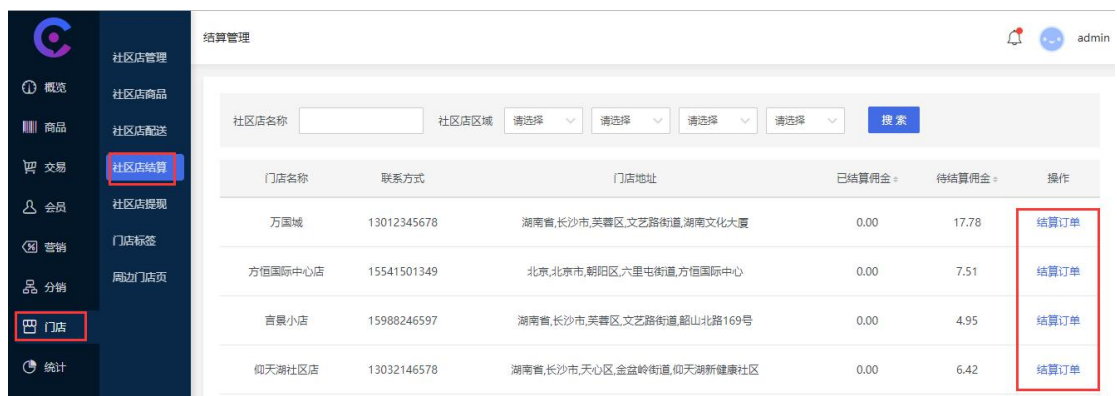 结算管理
admin
概览
商品
交易
会员
营销
分销
门店
统计
社区店管理
社区店商品
社区店配送
社区店结算
社区店提现
门店标签
周边门店页
社区店名称 社区店区域 请选择 请选择 请选择 请选择 搜索
门店名称 联系方式 门店地址 已结算佣金 待结算佣金 操作
万国城 13012345678 湖南省,长沙市,芙蓉区,文艺路街道,湖南文化大厦 0.00 17.78 结算订单
方恒国际中心店 15541501349 北京,北京市,朝阳区,六里屯街道,方恒国际中心 0.00 7.51 结算订单
言景小店 15988246597 湖南省,长沙市,芙蓉区,文艺路街道,韶山北路169号 0.00 4.95 结算订单
仰天湖社区店 13032146578 湖南省,长沙市,天心区,金盆岭街道,仰天湖新健康社区 0.00 6.42 结算订单